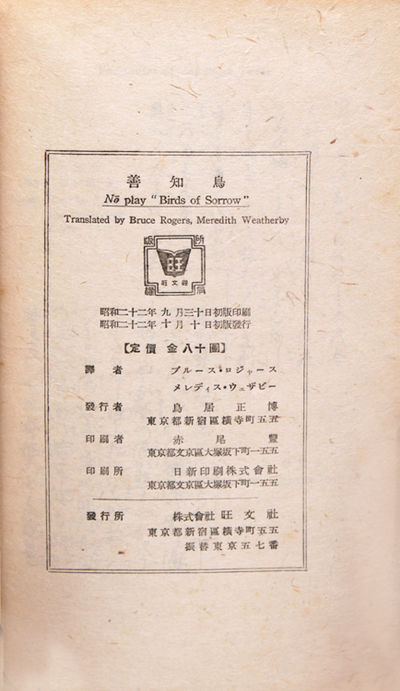 善知鳥
Nō play "Birds of Sorrow"
Translated by Bruce Rogers, Meredith Weatherby
旺
旺文社
昭和二十二年 九月三十日初版印刷
昭和二十二年 十月 十日初版發行
【定價 金八十圓】
譯者 ブルース・ロジャース
メレディス・ウェザビー
發行者 鳥居正博
東京都新宿區橫寺町五五
印刷者 赤尾 豐
東京都文京區大塚坂下町一五五
印刷所 日新印刷株式會社
東京都文京區大塚坂下町一五五
發行所 株式會社 旺文社
東京都新宿區橫寺町五五
振替東京五七番